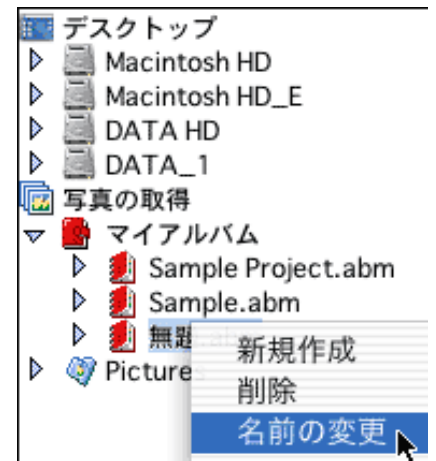 デスクトップ
Macintosh HD
Macintosh HD_E
DATA HD
DATA_1
写真の取得
マイアルバム
Sample Project.abm
Sample.abm
無題.abm
新規作成
Pictures
削除
名前の変更